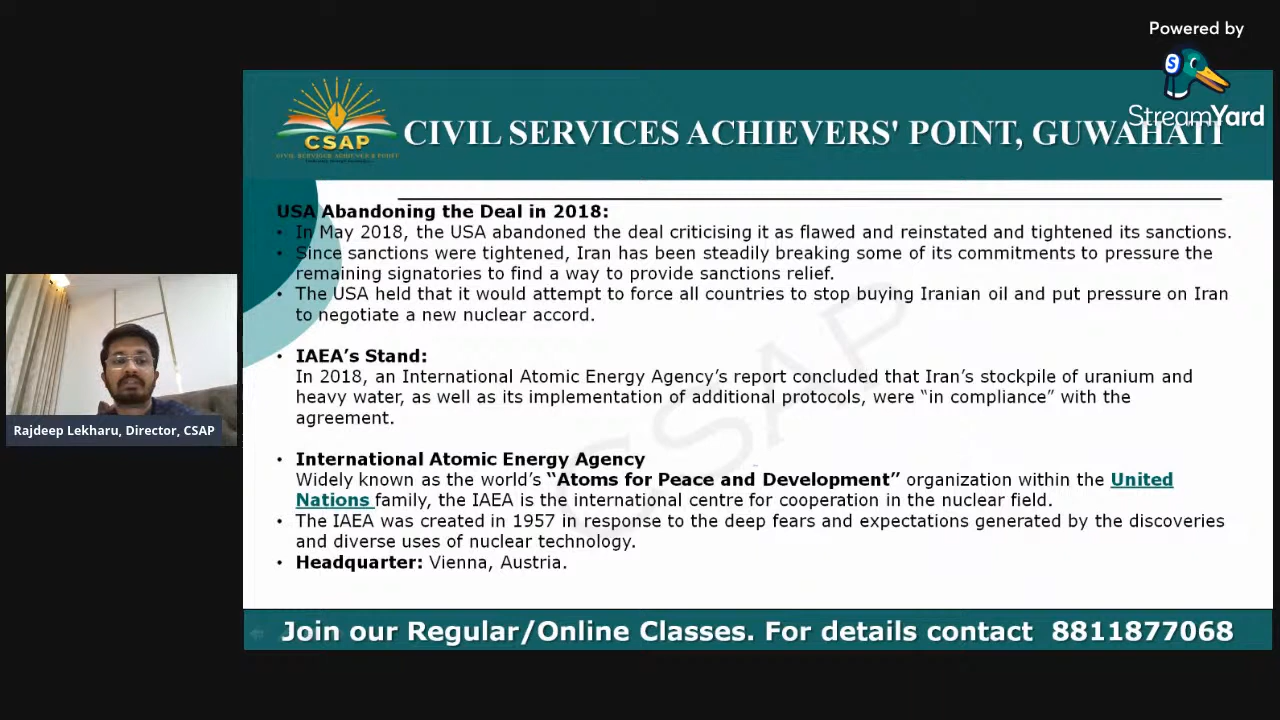 Powered by
StreamYard
CSAP
CIVIL SERVICES ACHIEVERS' POINT, GUWAHATI
USA Abandoning the Deal in 2018:
• In May 2018, the USA abandoned the deal criticising it as flawed and reinstated and tightened its sanctions.
• Since sanctions were tightened, Iran has been steadily breaking some of its commitments to pressure the
remaining signatories to find a way to provide sanctions relief.
• The USA held that it would attempt to force all countries to stop buying Iranian oil and put pressure on Iran
to negotiate a new nuclear accord.
• IAEA’s Stand:
In 2018, an International Atomic Energy Agency’s report concluded that Iran’s stockpile of uranium and
heavy water, as well as its implementation of additional protocols, were “in compliance” with the
agreement.
• International Atomic Energy Agency
Widely known as the world’s “Atoms for Peace and Development” organization within the United
Nations family, the IAEA is the international centre for cooperation in the nuclear field.
• The IAEA was created in 1957 in response to the deep fears and expectations generated by the discoveries
and diverse uses of nuclear technology.
• Headquarter: Vienna, Austria.
CSAP
Rajdeep Lekharu, Director, CSAP
Join our Regular/Online Classes. For details contact 8811877068